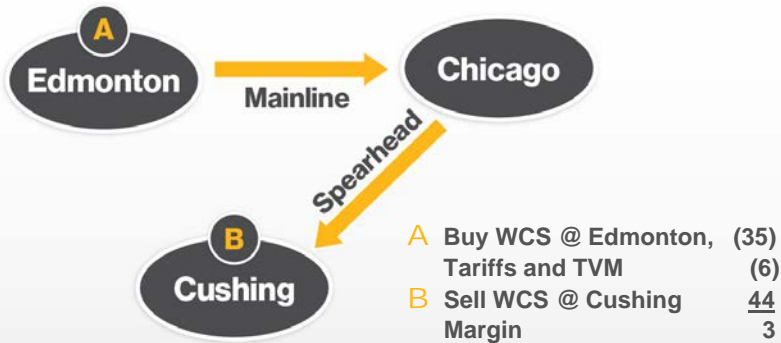 A
Edmonton
Mainline
Chicago
Spearhead
B
Cushing
A Buy WCS @ Edmonton, (35)
Tariffs and TVM (6)
B Sell WCS @ Cushing 44
Margin 3